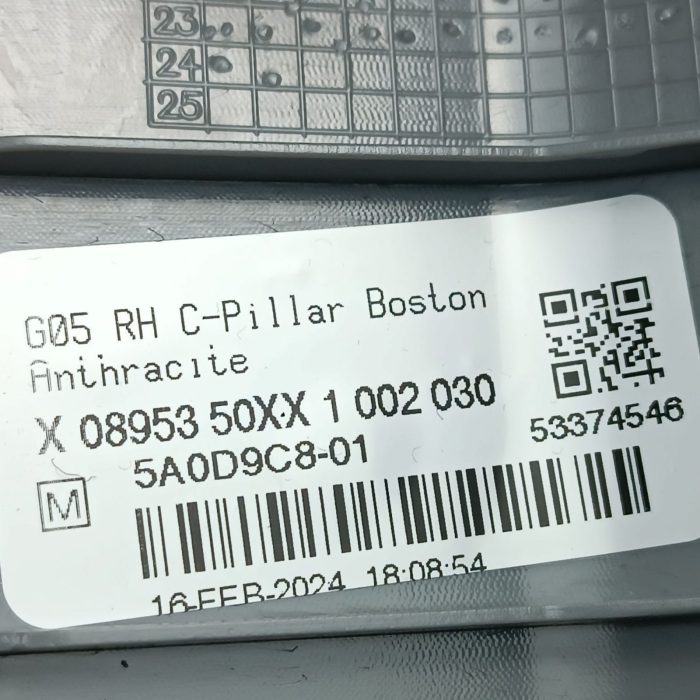 23
24
25
G05 RH C-Pillar Boston
Anthracite
X 08953 50XX 1 002 030
53374546
5A0D9C8-01
M
16-FEB-2024 18:08:54